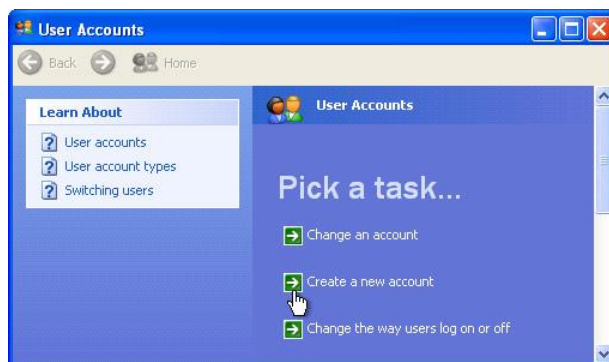 User Accounts
Back Home
Learn About
User accounts
User account types
Switching users
User Accounts
Pick a task...
Change an account
Create a new account
Change the way users log on or off